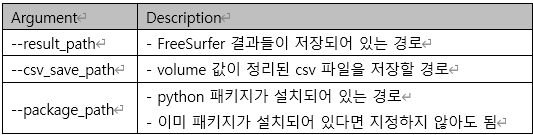 Argument Description
--result_path - FreeSurfer 결과들이 저장되어 있는 경로
--csv_save_path - volume 값이 정리된 csv 파일을 저장할 경로
--package_path - python 패키지가 설치되어 있는 경로
- 이미 패키지가 설치되어 있다면 지정하지 않아도 됨